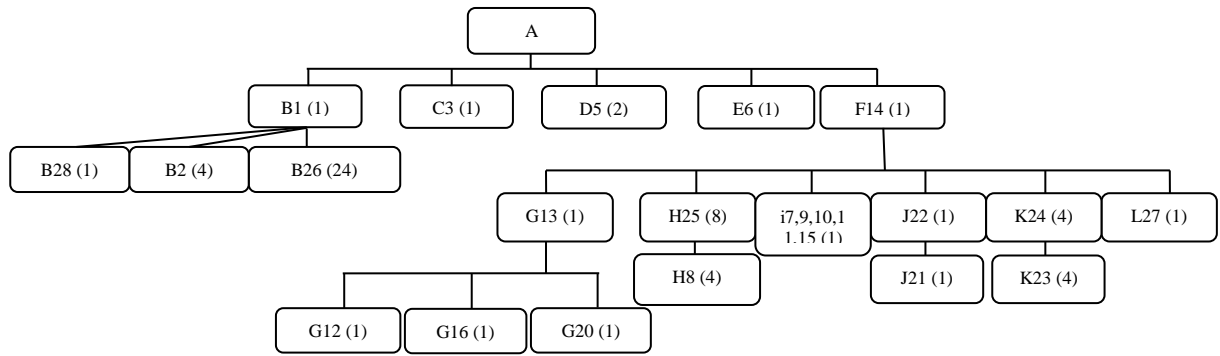 A
B1 (1)
C3 (1)
D5 (2)
E6 (1)
F14 (1)
B28 (1)
B2 (4)
B26 (24)
G13 (1)
H25 (8)
i7,9,10,1
1.15 (1)
J22 (1)
K24 (4)
L27 (1)
H8 (4)
J21 (1)
K23 (4)
G12 (1)
G16 (1)
G20 (1)